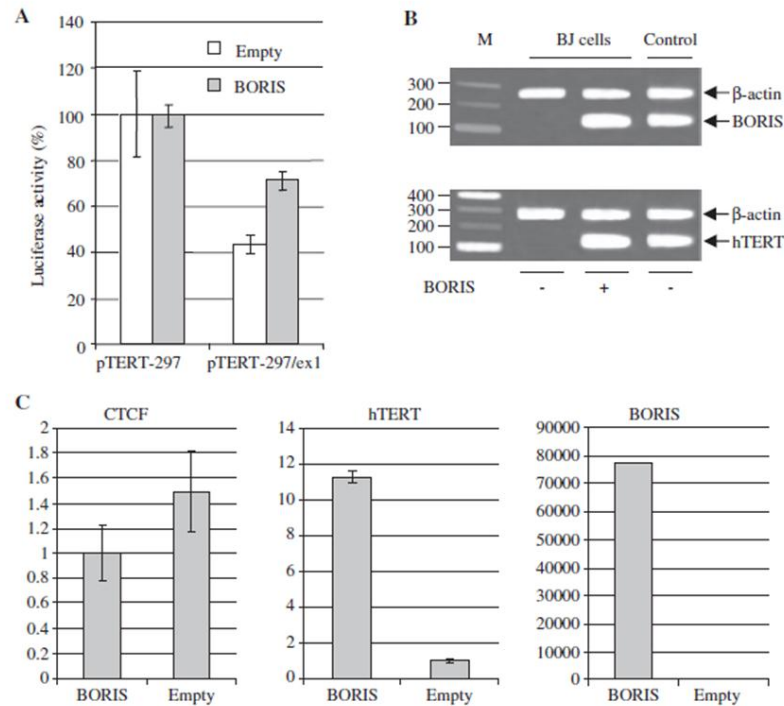 A
140
120
100
80
60
40
20
0
Luciferase activity (%)
Empty
BORIS
pTERT-297 pTERT-297/ex1
B
M BJ cells Control
300
200
100
β-actin
BORIS
400
300
200
100
β-actin
hTERT
BORIS - + -
C
CTCF
2
1.8
1.6
1.4
1.2
1
0.8
0.6
0.4
0.2
0
BORIS Empty
hTERT
14
12
10
8
6
4
2
0
BORIS Empty
BORIS
90000
80000
70000
60000
50000
40000
30000
20000
10000
0
BORIS Empty